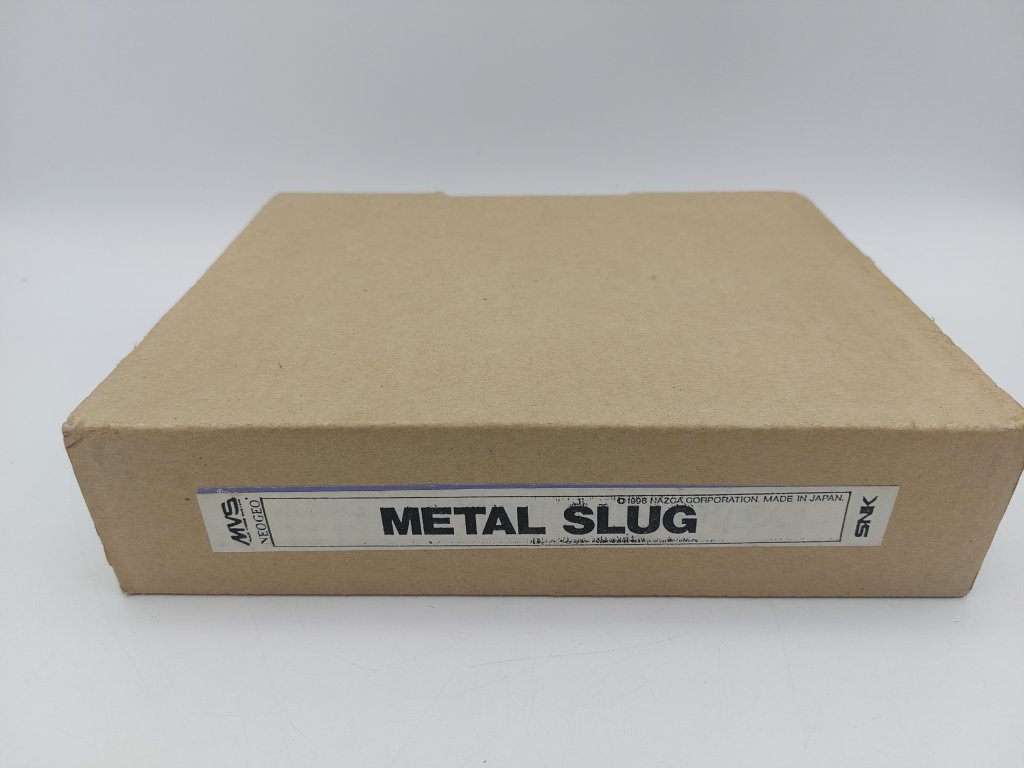 MVS
NEOGEO
©1996 NAZCA CORPORATION. MADE IN JAPAN.
METAL SLUG
SNK